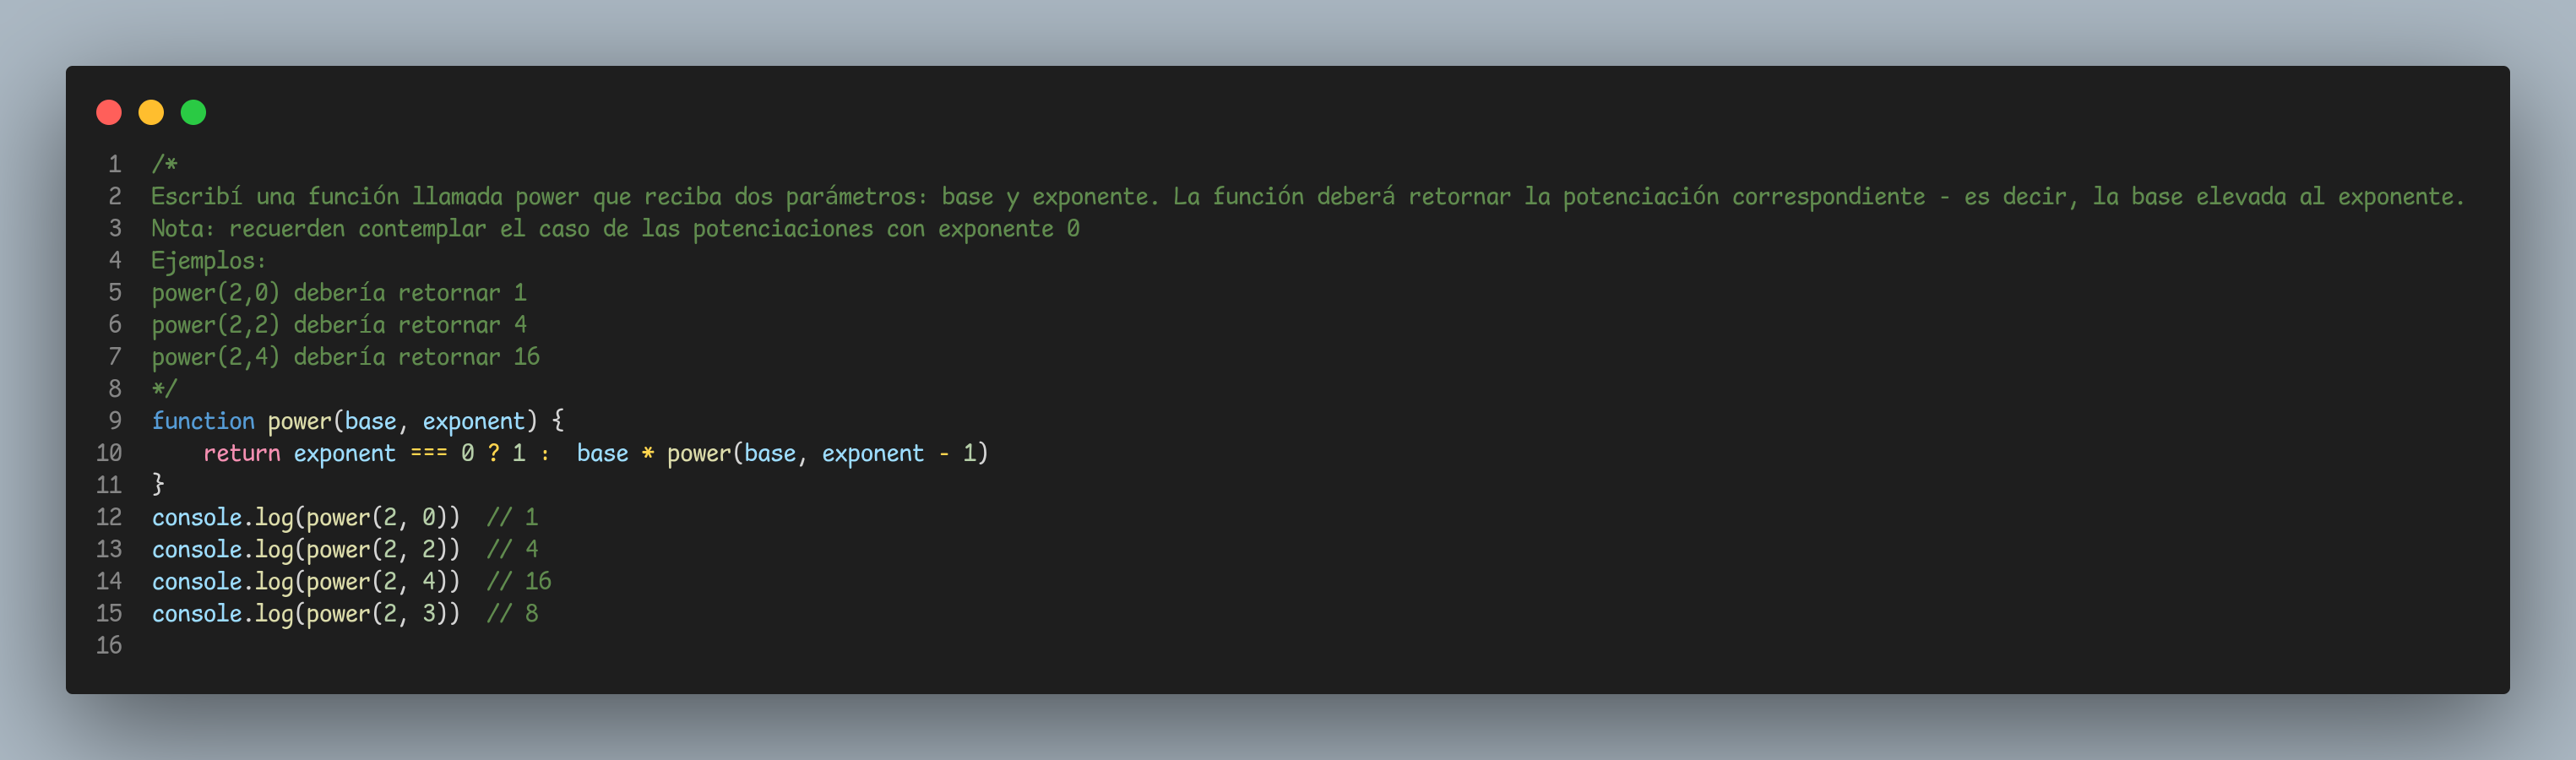 1 /*
2 Escribí una función llamada power que reciba dos parámetros: base y exponente. La función deberá retornar la potenciación correspondiente - es decir, la base elevada al exponente.
3 Nota: recuerden contemplar el caso de las potenciaciones con exponente 0
4 Ejemplos:
5 power(2,0) debería retornar 1
6 power(2,2) debería retornar 4
7 power(2,4) debería retornar 16
8 */
9 function power(base, exponent) {
10     return exponent === 0 ? 1 :  base * power(base, exponent - 1)
11 }
12 console.log(power(2, 0))  // 1
13 console.log(power(2, 2))  // 4
14 console.log(power(2, 4))  // 16
15 console.log(power(2, 3))  // 8
16